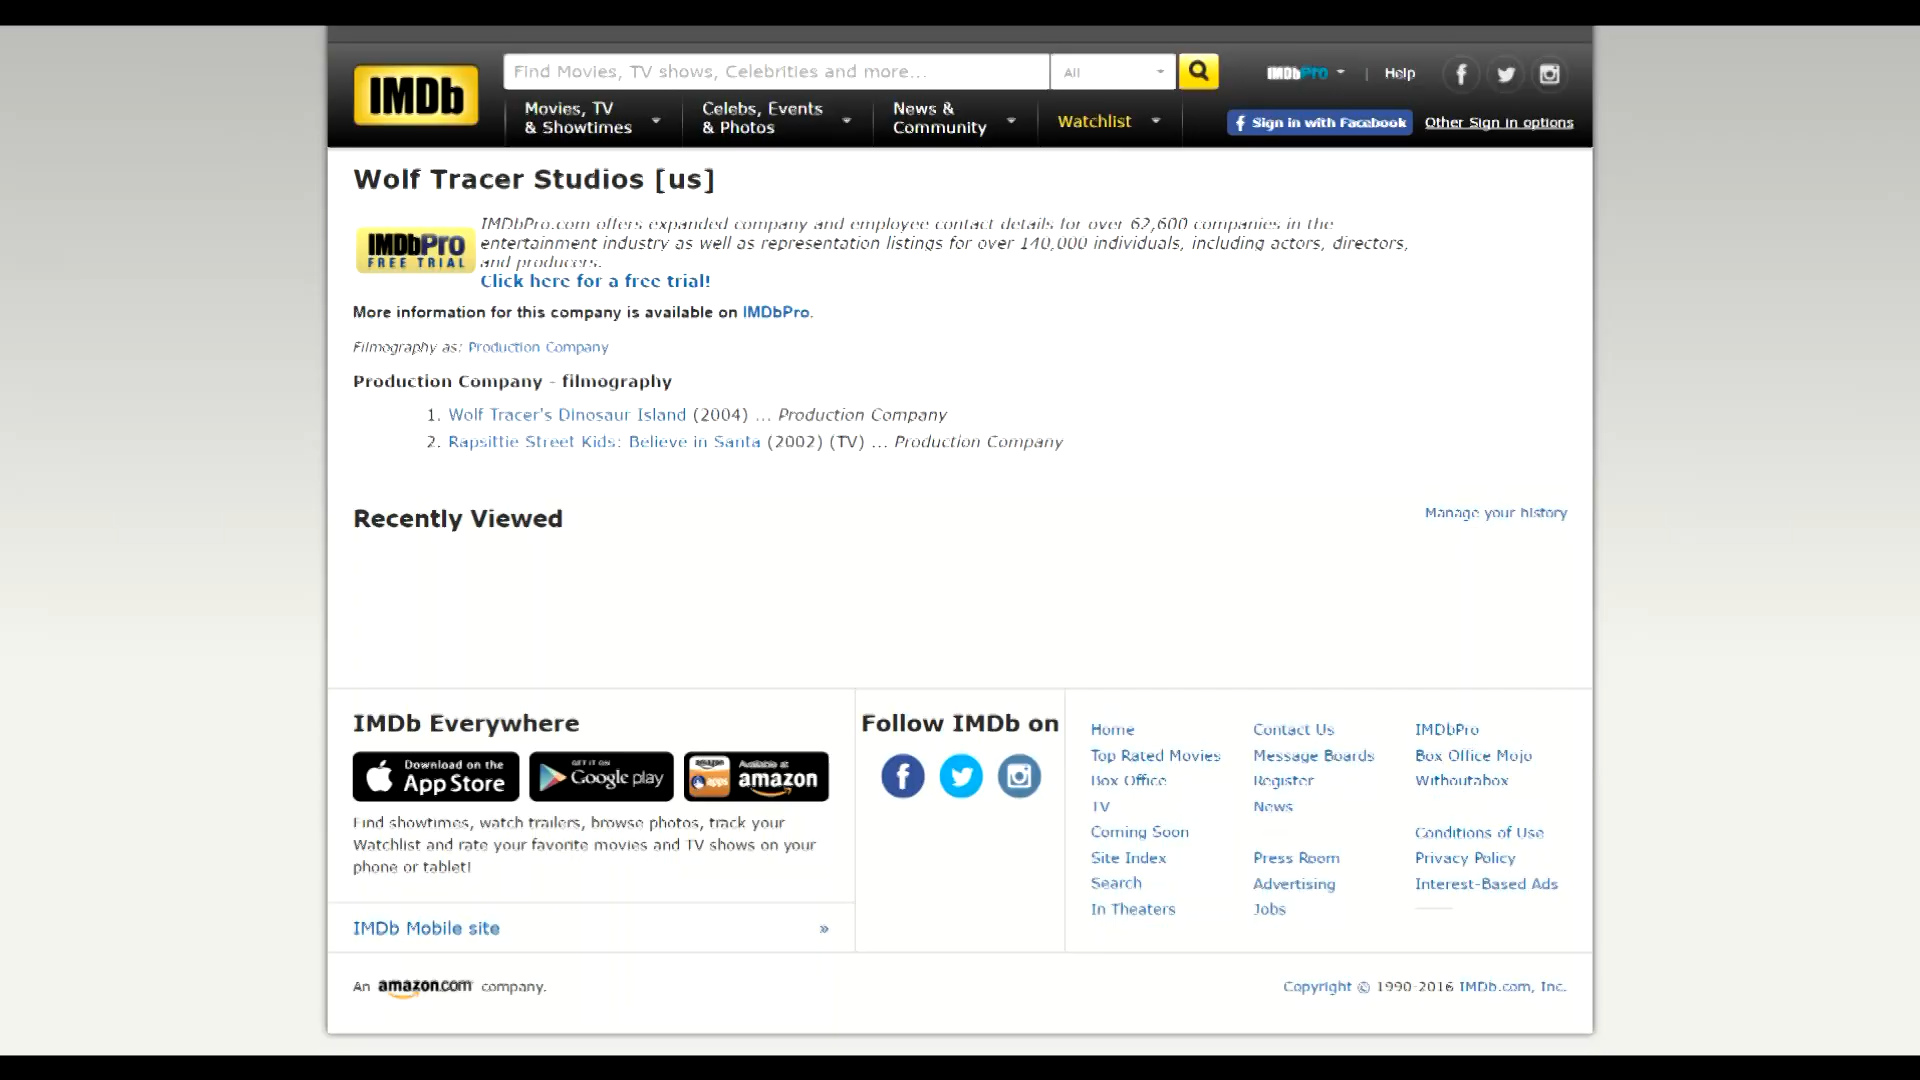 IMDb
Find Movies, TV shows, Celebrities and more...
All
IMDbPro
|
Help
Movies, TV
& Showtimes
Celebs, Events
& Photos
News &
Community
Watchlist
Sign in with Facebook
Other Sign in options
Wolf Tracer Studios [us]
IMDbPro
FREE TRIAL
IMDbPro.com offers expanded company and employee contact details for over 62,600 companies in the
entertainment industry as well as representation listings for over 140,000 individuals, including actors, directors,
and producers.
Click here for a free trial!
More information for this company is available on IMDbPro.
Filmography as: Production Company
Production Company - filmography
1. Wolf Tracer's Dinosaur Island (2004) ... Production Company
2. Rapsittie Street Kids: Believe in Santa (2002) (TV) ... Production Company
Recently Viewed
Manage your history
IMDb Everywhere
Download on the
App Store
GET IT ON
Google play
amazon
apps
Available at
amazon
Find showtimes, watch trailers, browse photos, track your
Watchlist and rate your favorite movies and TV shows on your
phone or tablet!
IMDb Mobile site »
Follow IMDb on
Home
Top Rated Movies
Box Office
TV
Coming Soon
Site Index
Search
In Theaters
Contact Us
Message Boards
Register
News
Press Room
Advertising
Jobs
IMDbPro
Box Office Mojo
Withoutabox
Conditions of Use
Privacy Policy
Interest-Based Ads
An amazon.com company.
Copyright © 1990-2016 IMDb.com, Inc.